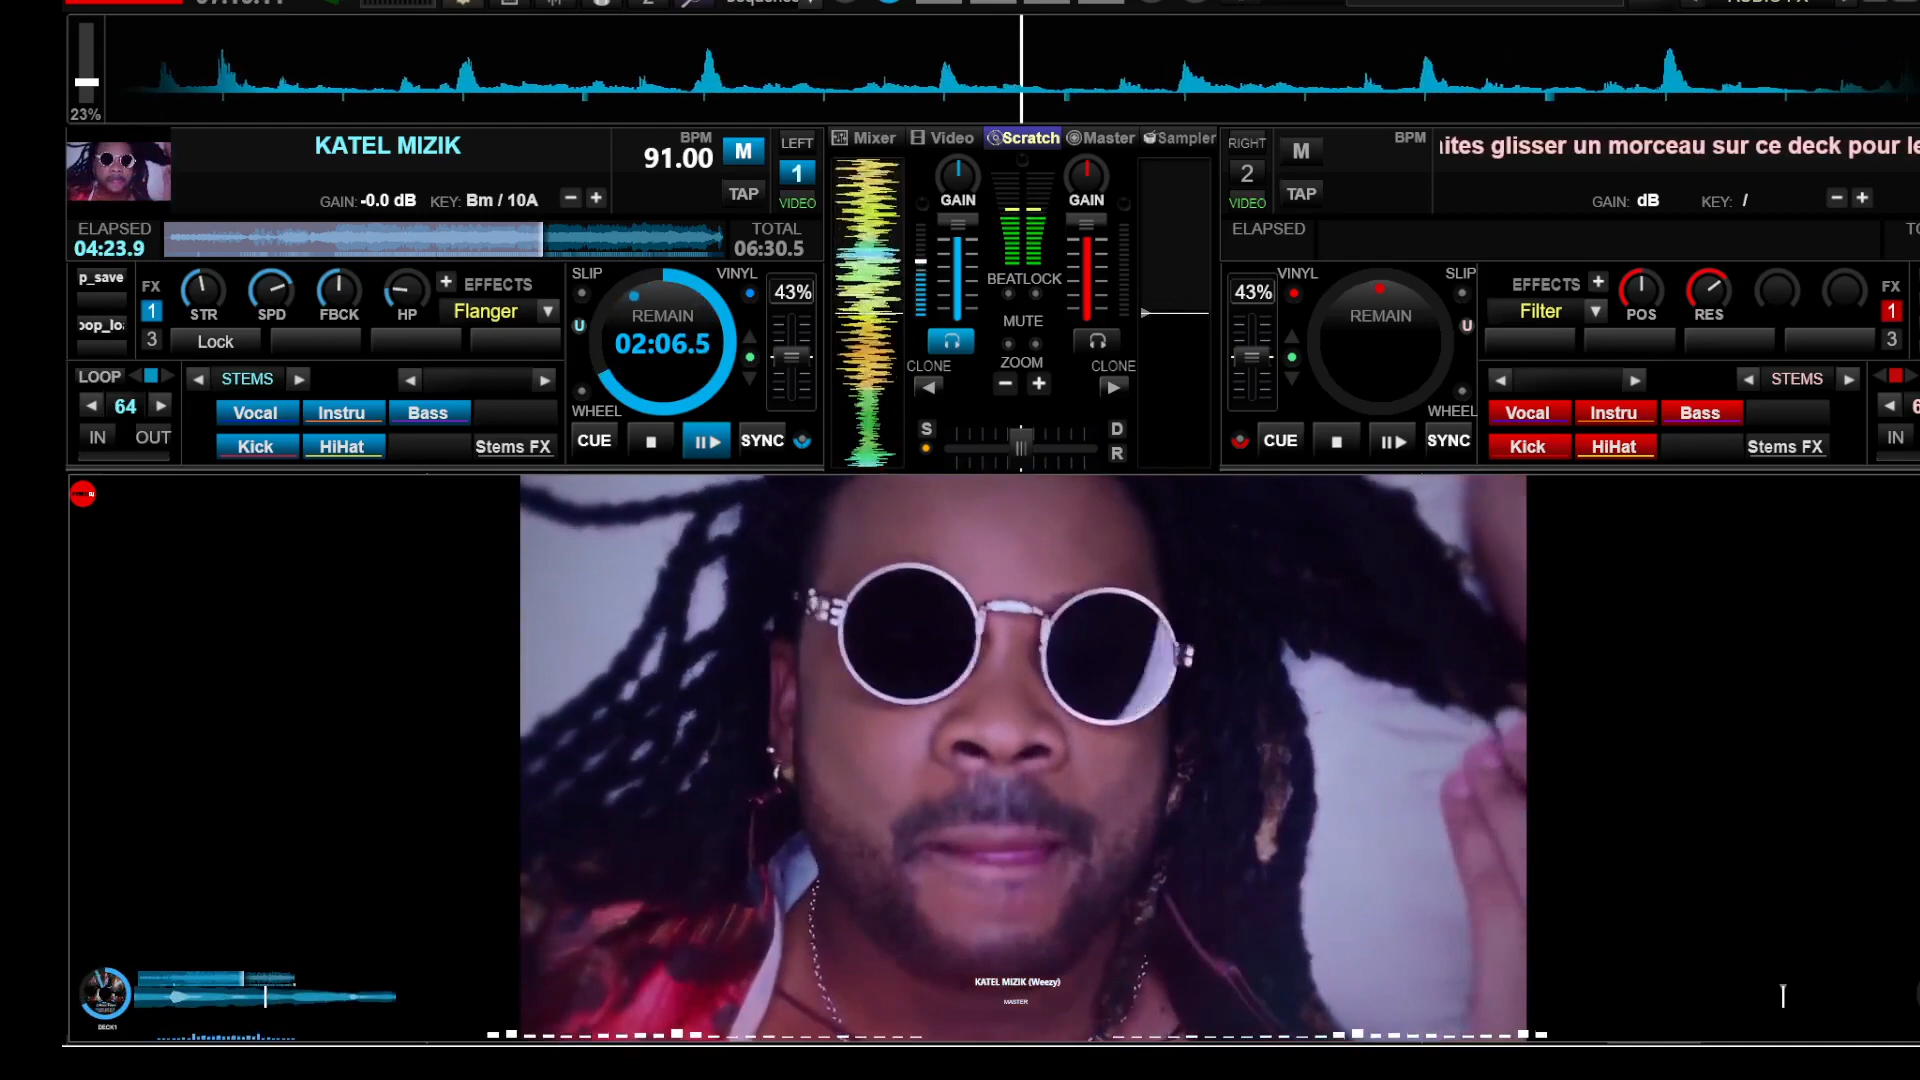 23%
KATEL MIZIK
BPM
91.00
M
TAP
GAIN: -0.0 dB KEY: Bm / 10A
LEFT
1
VIDEO
ELAPSED
04:23.9
TOTAL
06:30.5
Mixer Video Scratch Master Sampler
GAIN GAIN
BEATLOCK
MUTE
ZOOM
CLONE CLONE
S D
R
RIGHT
2
VIDEO
M
TAP
BPM
ites glisser un morceau sur ce deck pour le
GAIN: dB KEY: /
ELAPSED
p_save
FX
1
3
STR SPD FBCK HP
EFFECTS
Flanger
Lock
SLIP VINYL
U
REMAIN
02:06.5
43%
WHEEL
LOOP
64
IN OUT
STEMS
Vocal Instru Bass
Kick HiHat Stems FX
CUE SYNC
43%
VINYL SLIP
REMAIN
U
WHEEL
CUE SYNC
EFFECTS
Filter
POS RES
FX
1
3
STEMS
Vocal Instru Bass
Kick HiHat Stems FX
IN
KATEL MIZIK (Weezy)
MASTER
DECK1